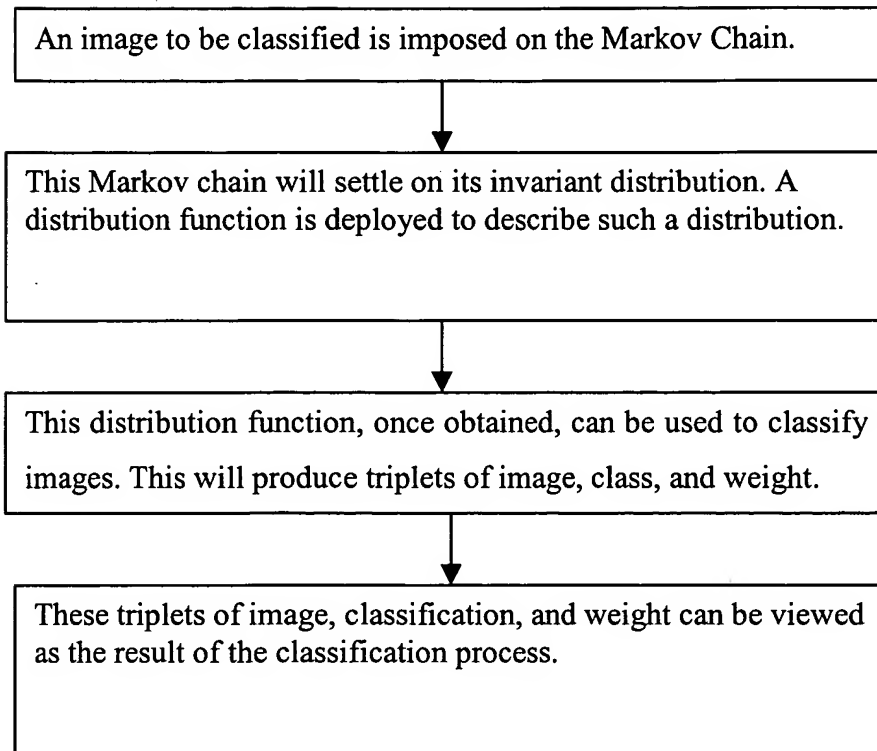 An image to be classified is imposed on the Markov Chain.
This Markov chain will settle on its invariant distribution. A
distribution function is deployed to describe such a distribution.
This distribution function, once obtained, can be used to classify
images. This will produce triplets of image, class, and weight.
These triplets of image, classification, and weight can be viewed
as the result of the classification process.